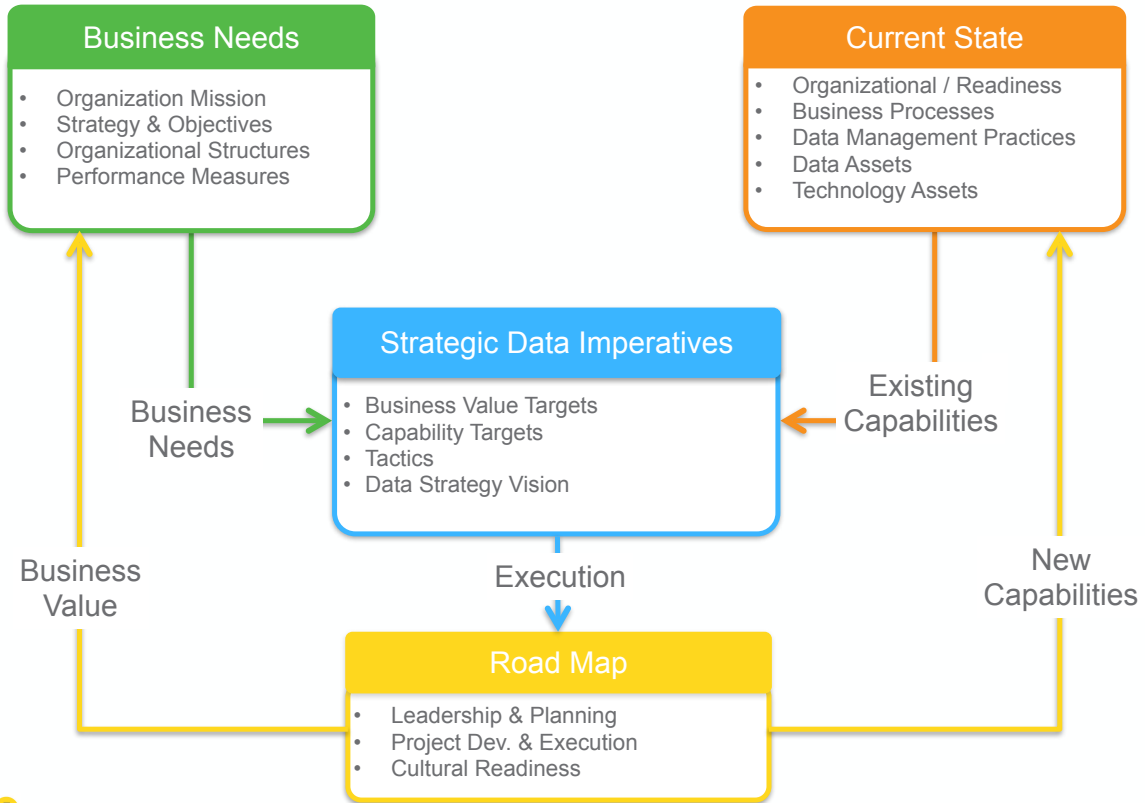 Business Needs
• Organization Mission
• Strategy & Objectives
• Organizational Structures
• Performance Measures
Current State
• Organizational / Readiness
• Business Processes
• Data Management Practices
• Data Assets
• Technology Assets
Strategic Data Imperatives
• Business Value Targets
• Capability Targets
• Tactics
• Data Strategy Vision
Business
Needs
Existing
Capabilities
Business
Value
Execution
New
Capabilities
Road Map
• Leadership & Planning
• Project Dev. & Execution
• Cultural Readiness